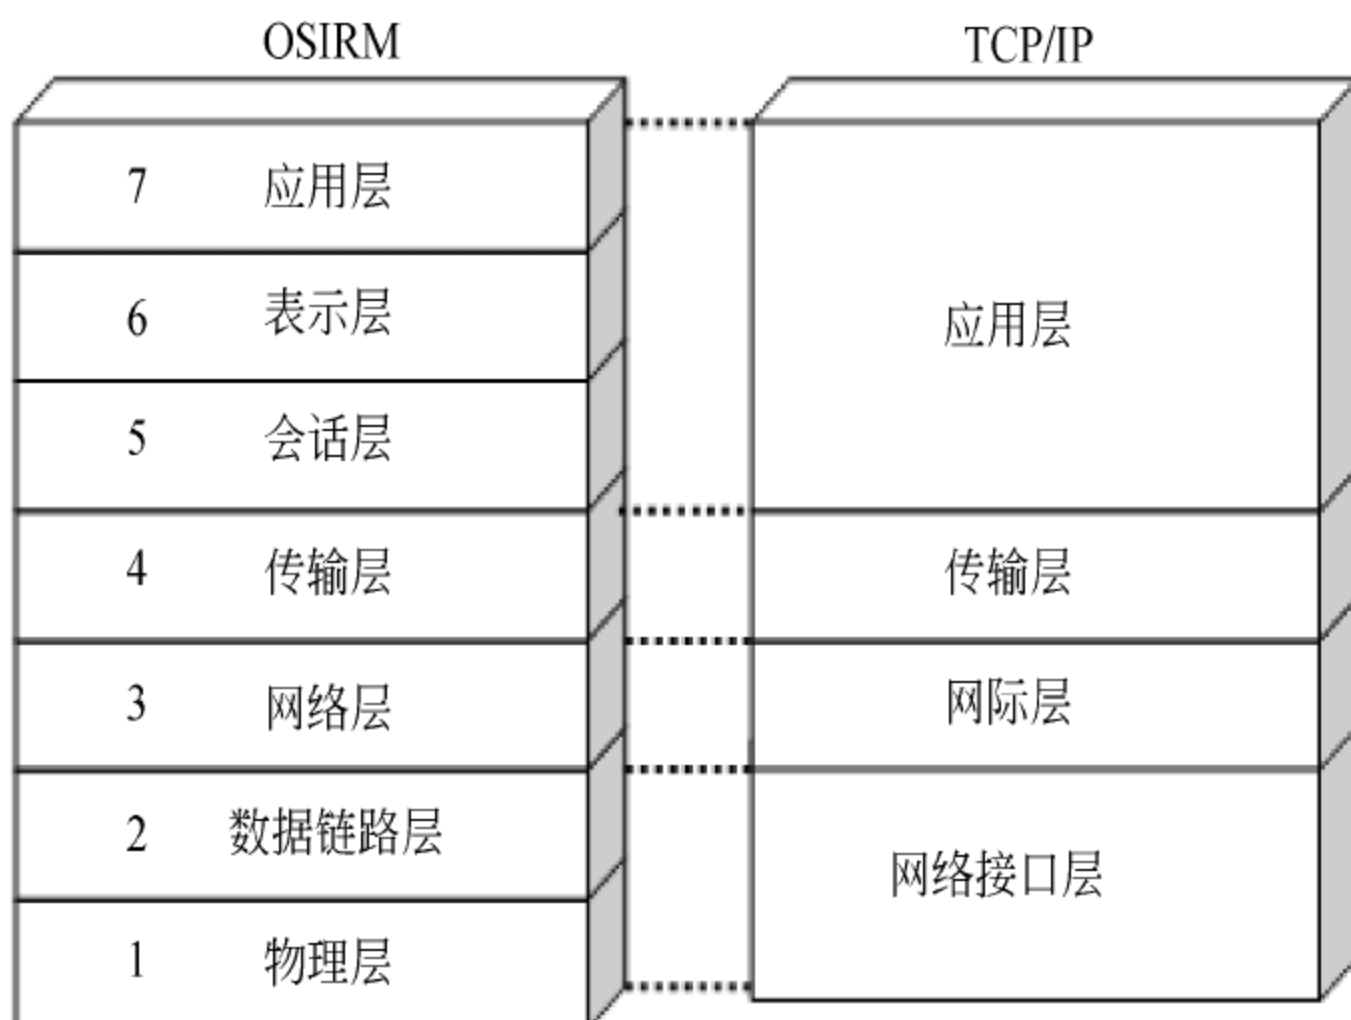 OSIRM
7 应用层
6 表示层
5 会话层
4 传输层
3 网络层
2 数据链路层
1 物理层
TCP/IP
应用层
传输层
网际层
网络接口层